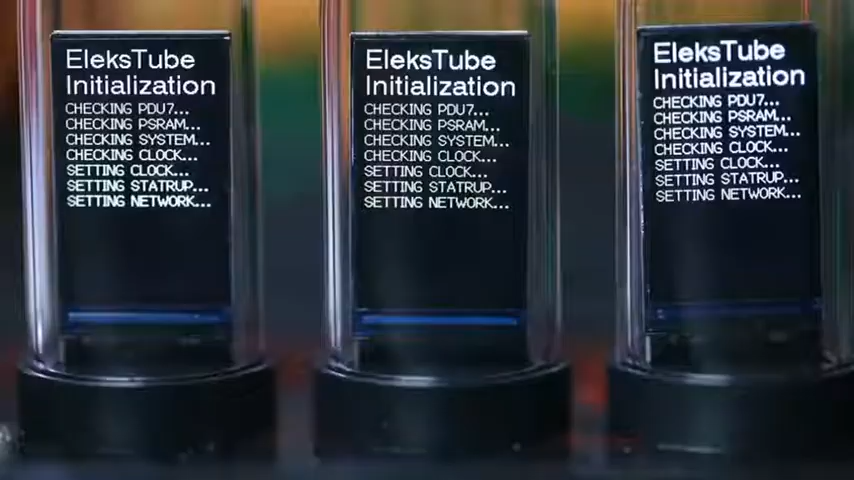 EleksTube
Initialization
CHECKING PDU7...
CHECKING PSRAM...
CHECKING SYSTEM...
CHECKING CLOCK...
SETTING CLOCK...
SETTING STATRUP...
SETTING NETWORK...
EleksTube
Initialization
CHECKING PDU7...
CHECKING PSRAM...
CHECKING SYSTEM...
CHECKING CLOCK...
SETTING CLOCK...
SETTING STATRUP...
SETTING NETWORK...
EleksTube
Initialization
CHECKING PDU7...
CHECKING PSRAM...
CHECKING SYSTEM...
CHECKING CLOCK...
SETTING CLOCK...
SETTING STATRUP...
SETTING NETWORK...